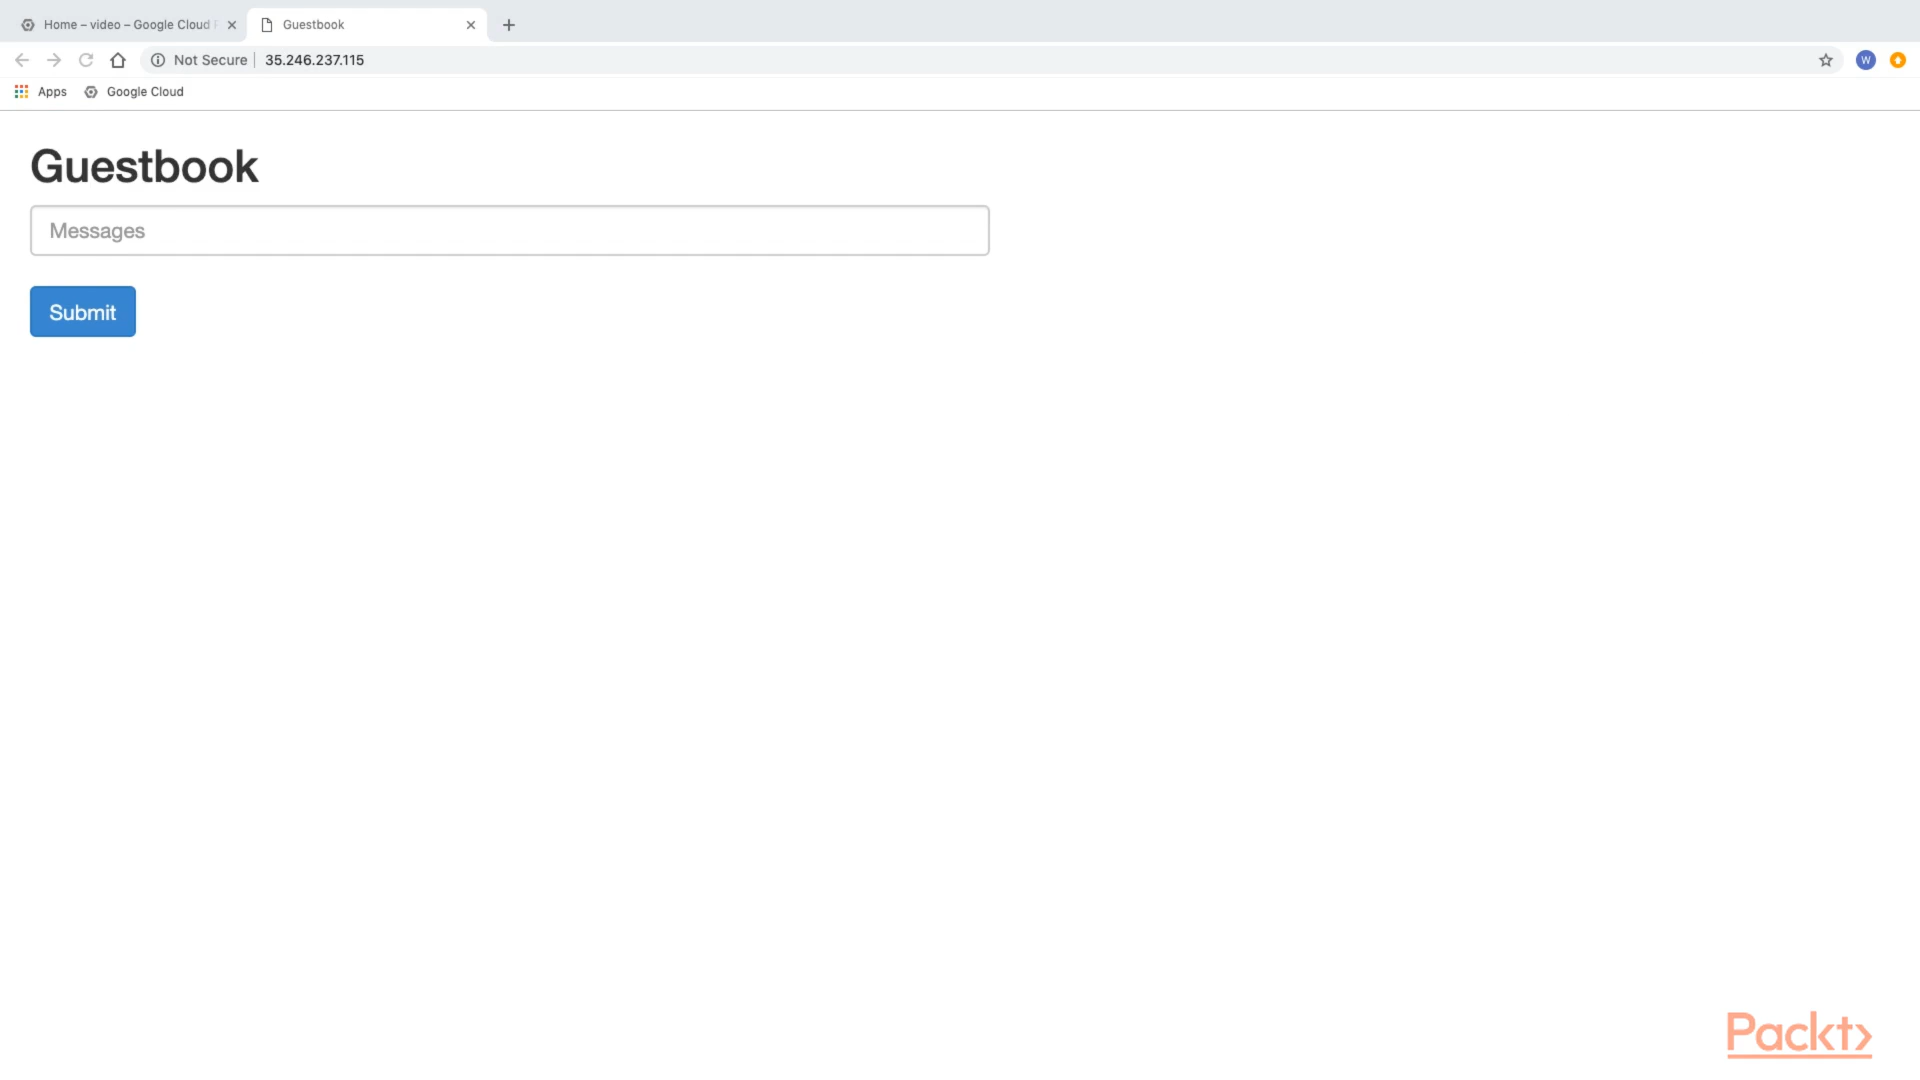 Home – video – Google Cloud
Guestbook
Not Secure
35.246.237.115
W
Apps
Google Cloud
Guestbook
Messages
Submit
Packt>